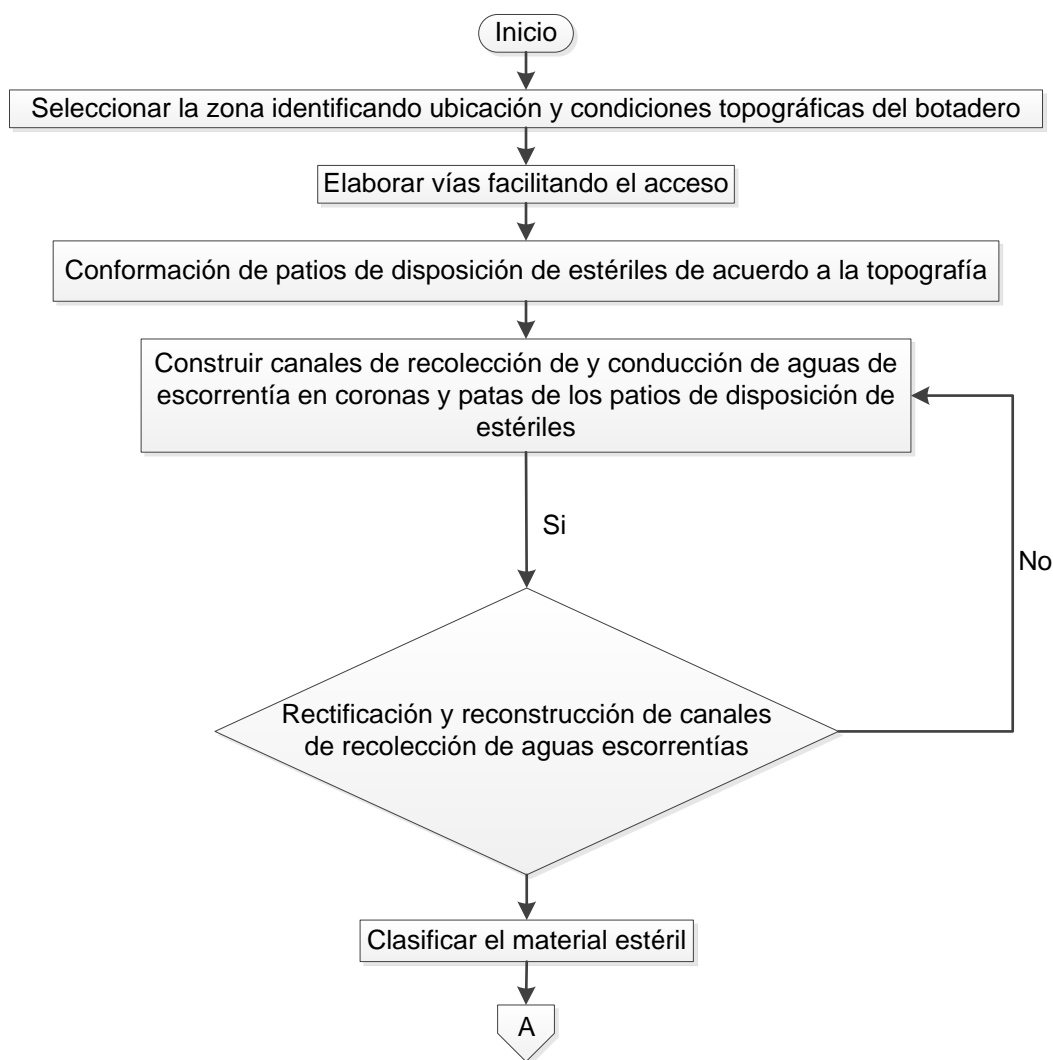 Inicio
Seleccionar la zona identificando ubicación y condiciones topográficas del botadero
Elaborar vías facilitando el acceso
Conformación de patios de disposición de estériles de acuerdo a la topografía
Construir canales de recolección de y conducción de aguas de
escorrentía en coronas y patas de los patios de disposición de
estériles
Si
No
Rectificación y reconstrucción de canales
de recolección de aguas escorrentías
Clasificar el material estéril
A